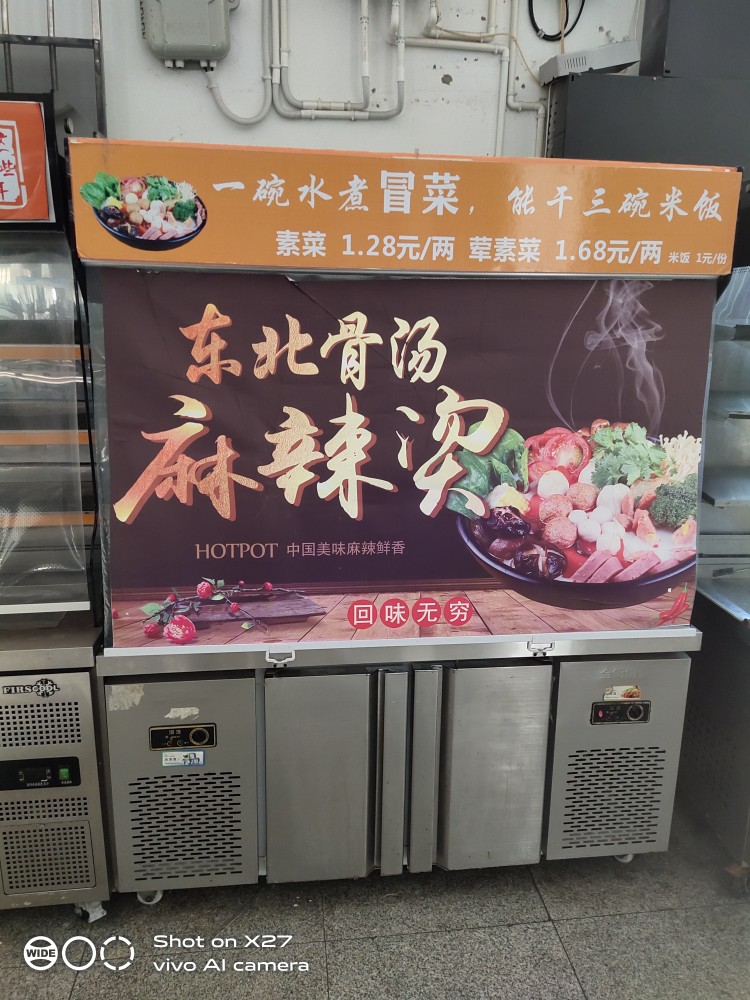 一碗水煮冒菜，能干三碗米饭
素菜 1.28元/两 荤素菜 1.68元/两 米饭 1元/份
东北骨汤
麻辣烫
HOTPOT 中国美味麻辣鲜香
回味无穷
FIRSCOOL
WIDE
Shot on X27
vivo AI camera